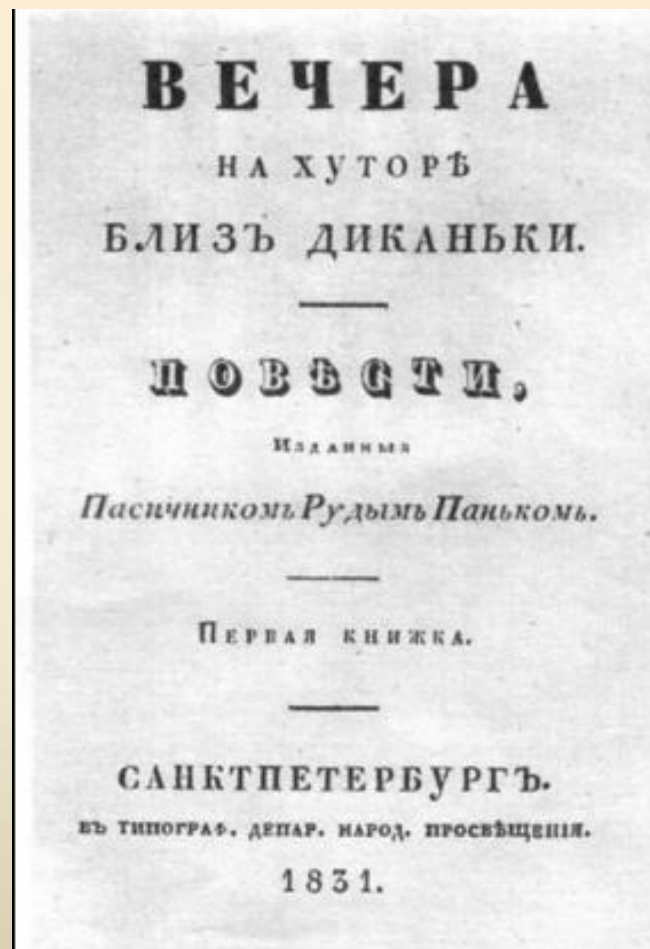 ВЕЧЕРА
НА ХУТОРѢ
БЛИЗЪ ДИКАНЬКИ.
ПОВѢСТИ,
Изданныя
Пасичникомъ Рудымъ Панькомъ.
Первая книжка.
САНКТПЕТЕРБУРГЪ.
въ типограф. депар. народ. просвѣщенія.
1831.